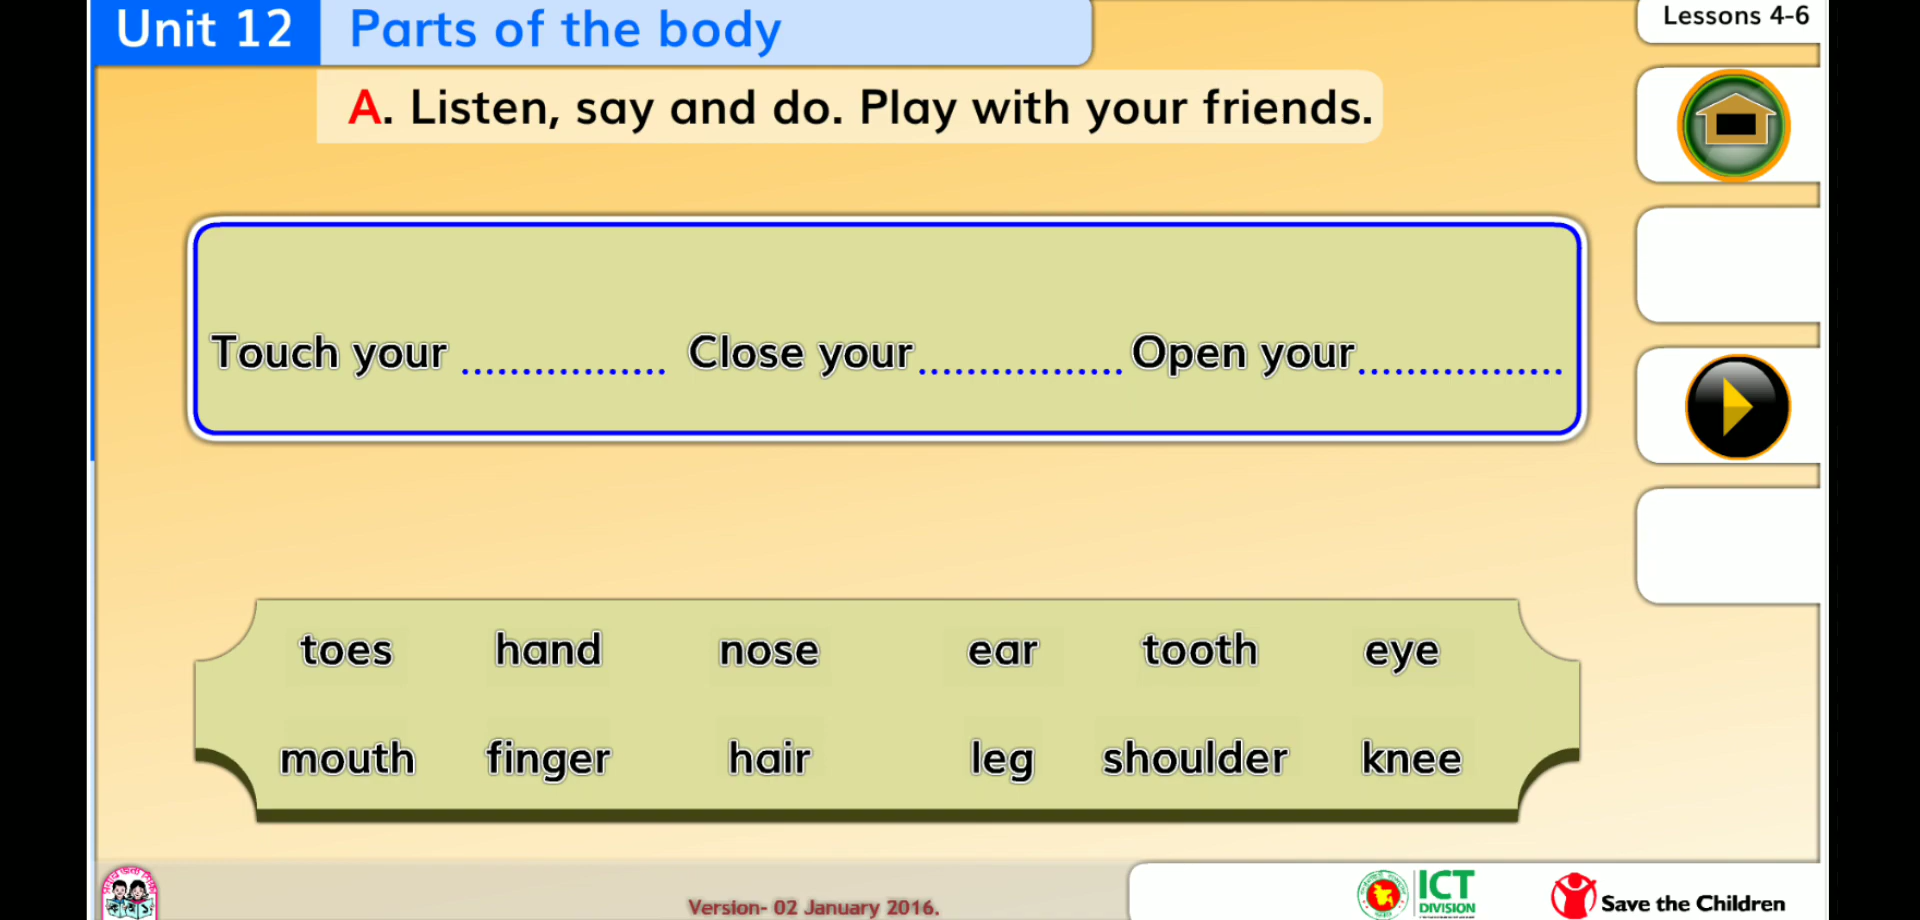 Unit 12 Parts of the body
Lessons 4-6
A. Listen, say and do. Play with your friends.
Touch your ................. Close your ................. Open your .................
toes hand nose ear tooth eye
mouth finger hair leg shoulder knee
Version- 02 January 2016.
ICT
DIVISION
Save the Children